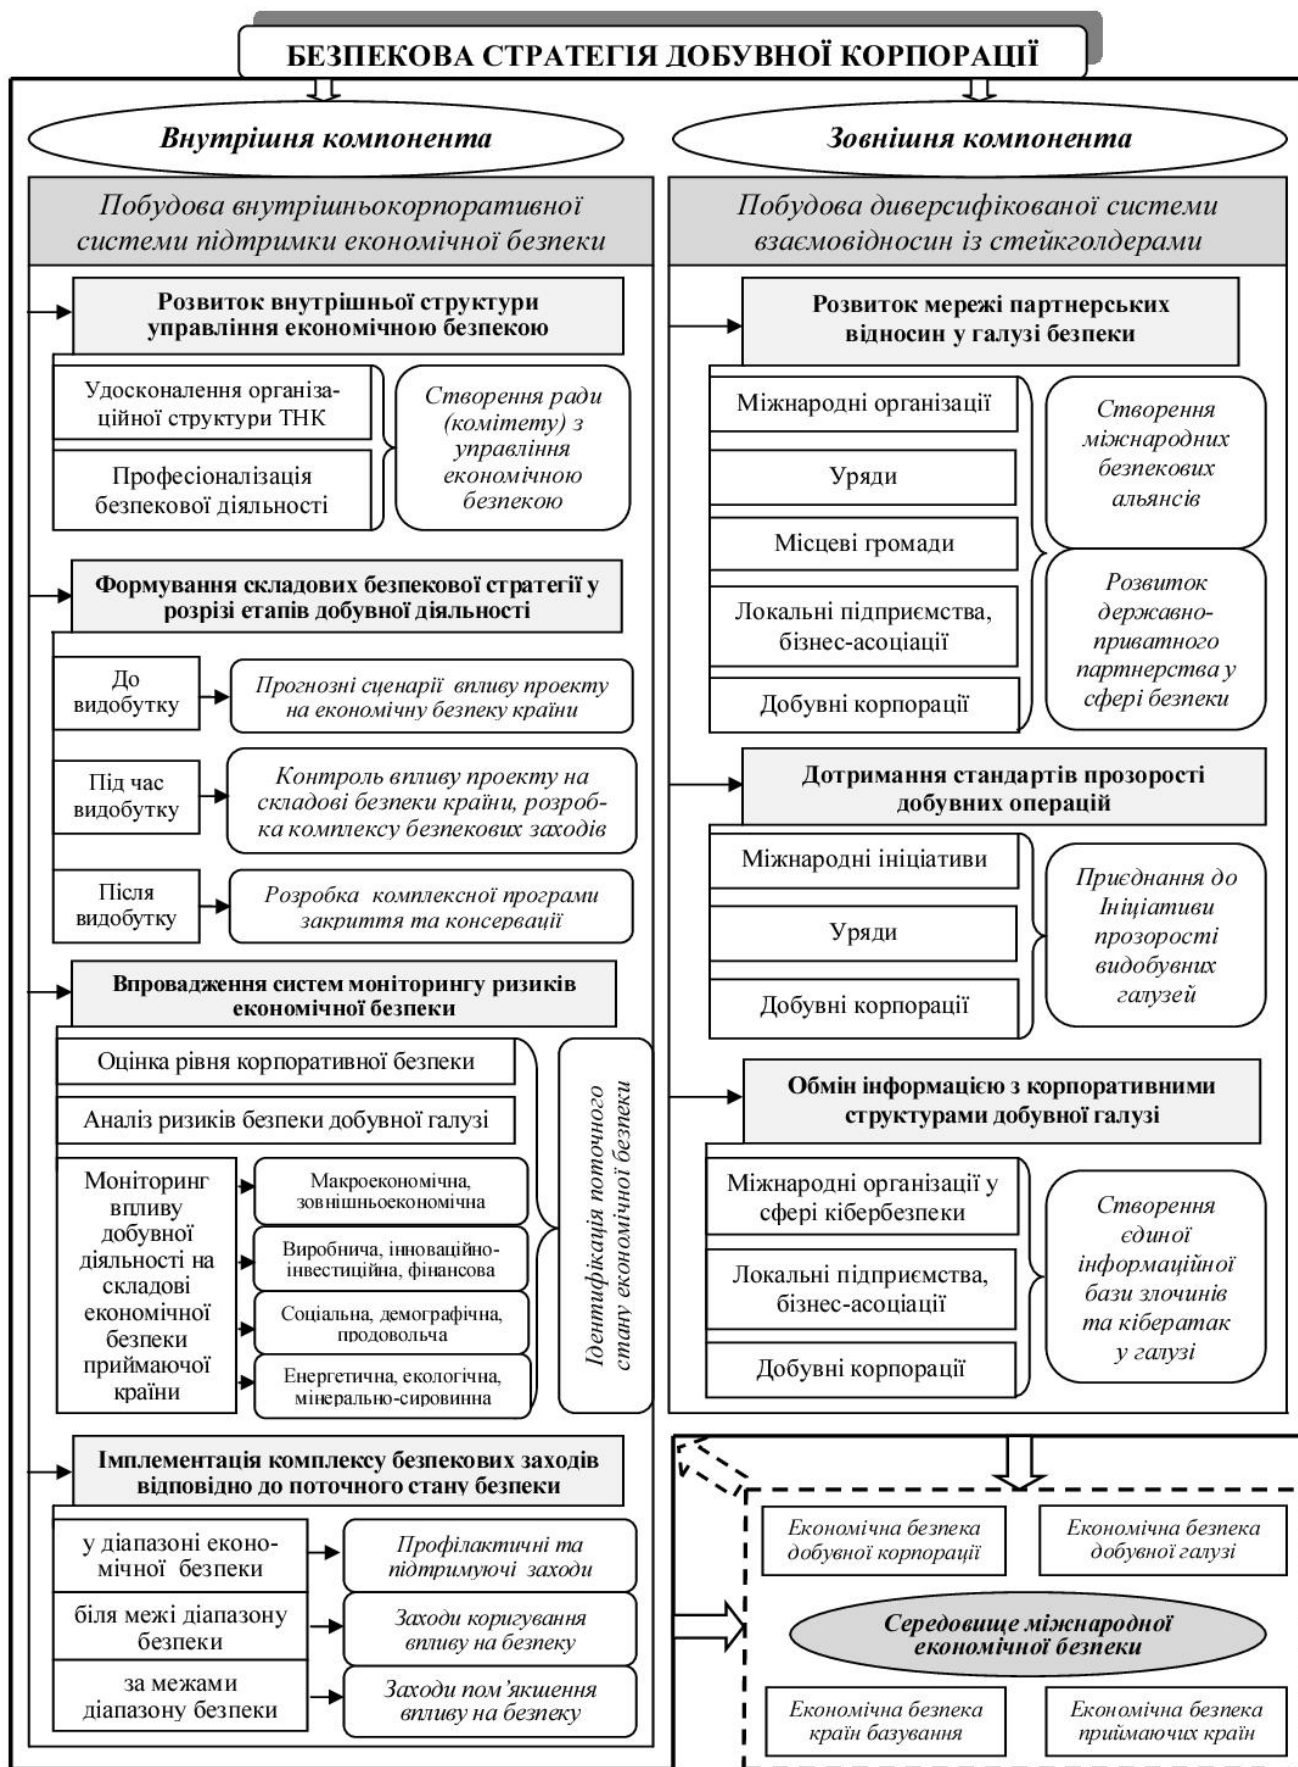 БЕЗПЕКОВА СТРАТЕГІЯ ДОБУВНОЇ КОРПОРАЦІЇ
Внутрішня компонента
Побудова внутрішньокорпоративної
системи підтримки економічної безпеки
Розвиток внутрішньої структури
управління економічною безпекою
Удосконалення організа-
ційної структури ТНК
Професіоналізація
безпекової діяльності
Створення ради
(комітету) з
управління
економічною
безпекою
Формування складових безпекової стратегії у
розрізі етапів добувної діяльності
До
видобутку
Прогнозні сценарії впливу проекту
на економічну безпеку країни
Під час
видобутку
Контроль впливу проекту на
складові безпеки країни, розроб-
ка комплексу безпекових заходів
Після
видобутку
Розробка комплексної програми
закриття та консервації
Впровадження систем моніторингу ризиків
економічної безпеки
Оцінка рівня корпоративної безпеки
Аналіз ризиків безпеки добувної галузі
Моніторинг
впливу
добувної
діяльності на
складові
економічної
безпеки
приймаючої
країни
Макроекономічна,
зовнішньоекономічна
Виробнича, інноваційно-
інвестиційна, фінансова
Соціальна, демографічна,
продовольча
Енергетична, екологічна,
мінерально-сировинна
Ідентифікація поточного
стану економічної безпеки
Імплементація комплексу безпекових заходів
відповідно до поточного стану безпеки
у діапазоні еконо-
мічної безпеки
Профілактичні та
підтримуючі заходи
біля межі діапазону
безпеки
Заходи коригування
впливу на безпеку
за межами
діапазону безпеки
Заходи пом’якшення
впливу на безпеку
Зовнішня компонента
Побудова диверсифікованої системи
взаємовідносин із стейкголдерами
Розвиток мережі партнерських
відносин у галузі безпеки
Міжнародні організації
Уряди
Місцеві громади
Локальні підприємства,
бізнес-асоціації
Добувні корпорації
Створення
міжнародних
безпекових
альянсів
Розвиток
державно-
приватного
партнерства у
сфері безпеки
Дотримання стандартів прозорості
добувних операцій
Міжнародні ініціативи
Уряди
Добувні корпорації
Приєднання до
Ініціативи
прозорості
видобувних
галузей
Обмін інформацією з корпоративними
структурами добувної галузі
Міжнародні організації у
сфері кібербезпеки
Локальні підприємства,
бізнес-асоціації
Добувні корпорації
Створення
єдиної
інформаційної
бази злочинів
та кібератак
у галузі
Економічна безпека
добувної корпорації
Економічна безпека
добувної галузі
Середовище міжнародної
економічної безпеки
Економічна безпека
країн базування
Економічна безпека
приймаючих країн